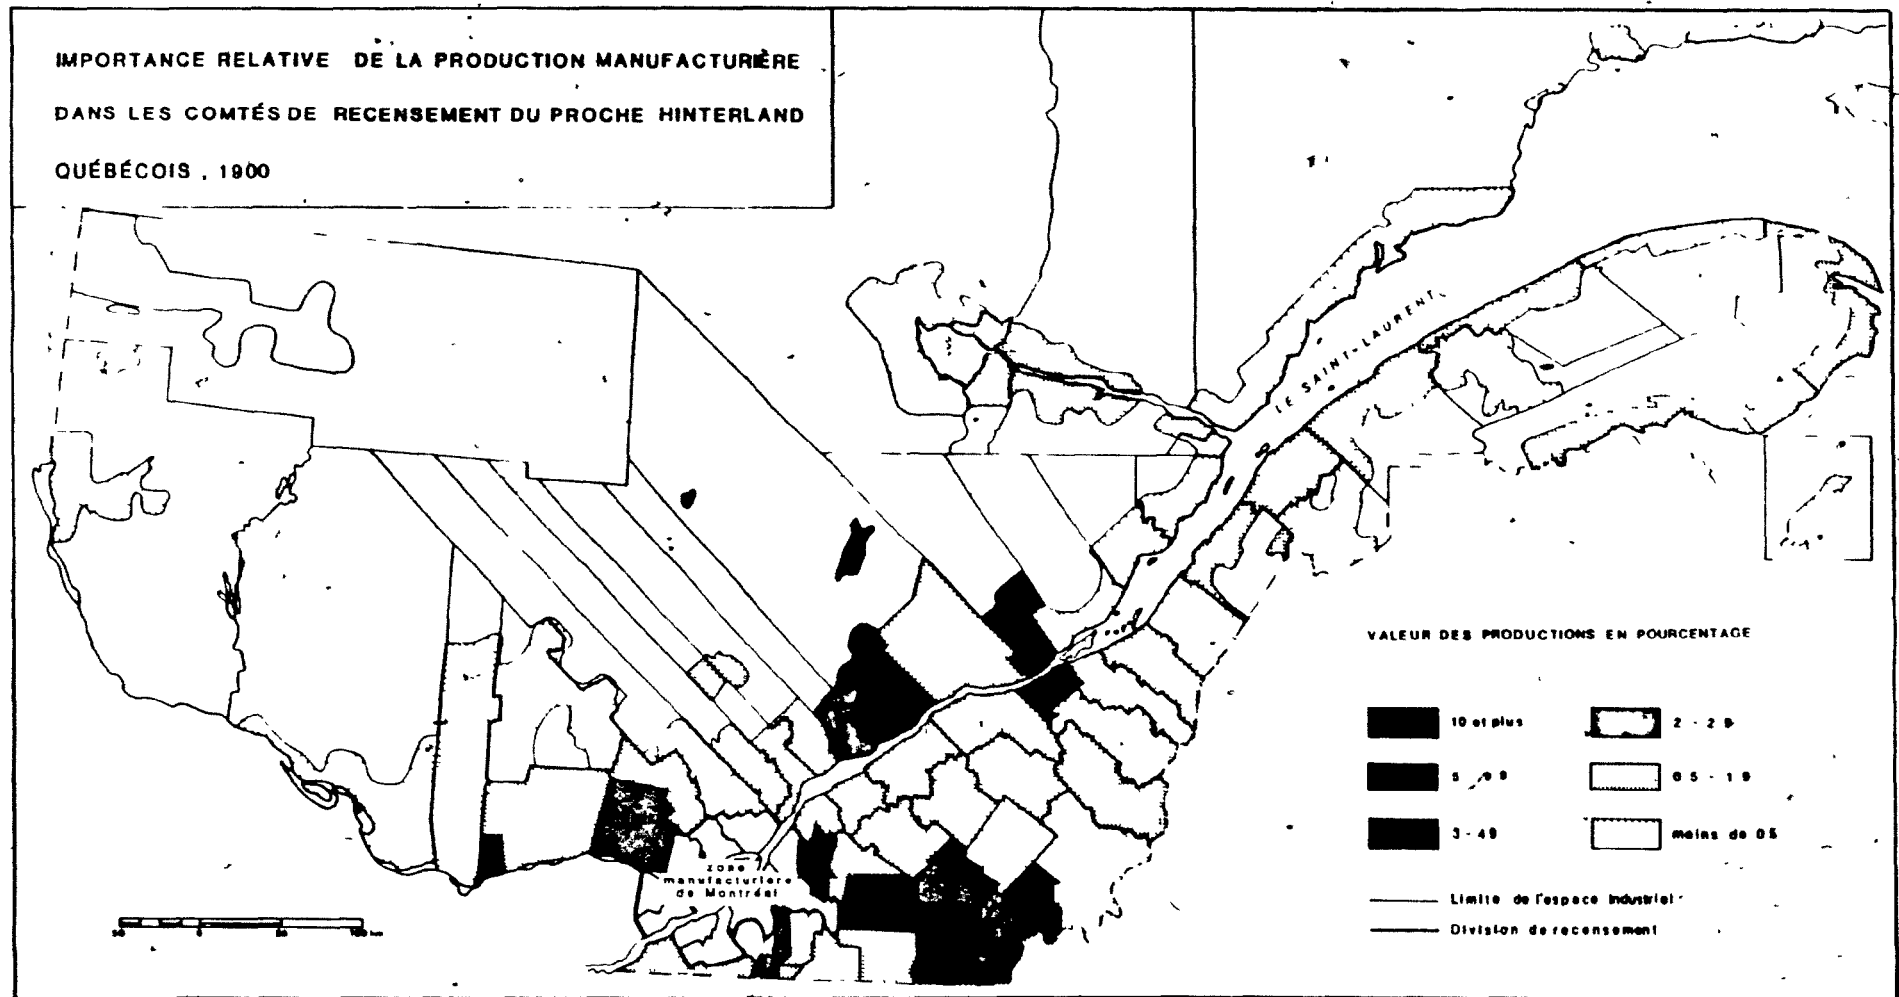 IMPORTANCE RELATIVE DE LA PRODUCTION MANUFACTURIÈRE
DANS LES COMTÉS DE RECENSEMENT DU PROCHE HINTERLAND
QUÉBÉCOIS, 1900
LE SAINT-LAURENT
zone
manufacturière
de Montréal
VALEUR DES PRODUCTIONS EN POURCENTAGE
10 et plus
2 - 2 9
0 5 - 1 9
3 - 4 9
moins de 0 5
Limite de l'espace industriel
Division de recensement